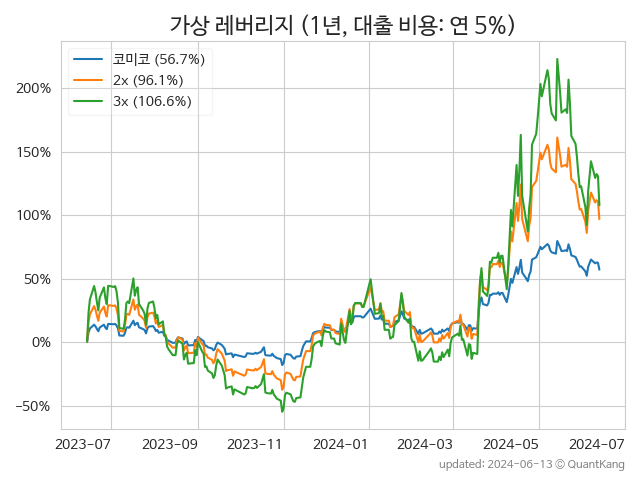 가상 레버리지 (1년, 대출 비용: 연 5%)
코미코 (56.7%)
2x (96.1%)
3x (106.6%)
200%
150%
100%
50%
0%
−50%
2023-07 2023-09 2023-11 2024-01 2024-03 2024-05 2024-07
updated: 2024-06-13 © QuantKang